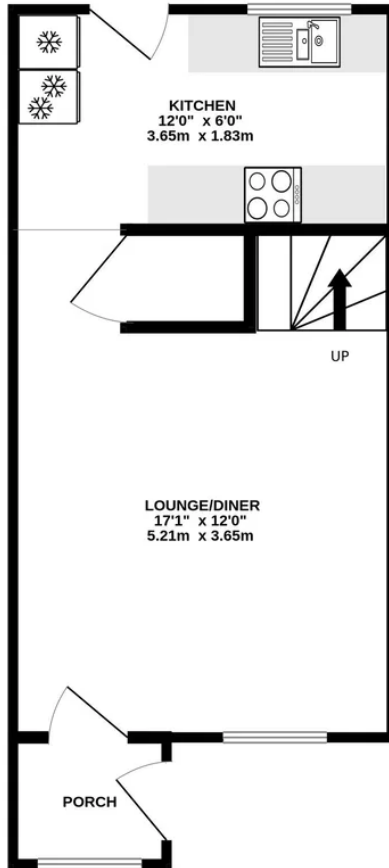 KITCHEN
12'0" x 6'0"
3.65m x 1.83m
UP
LOUNGE/DINER
17'1" x 12'0"
5.21m x 3.65m
PORCH